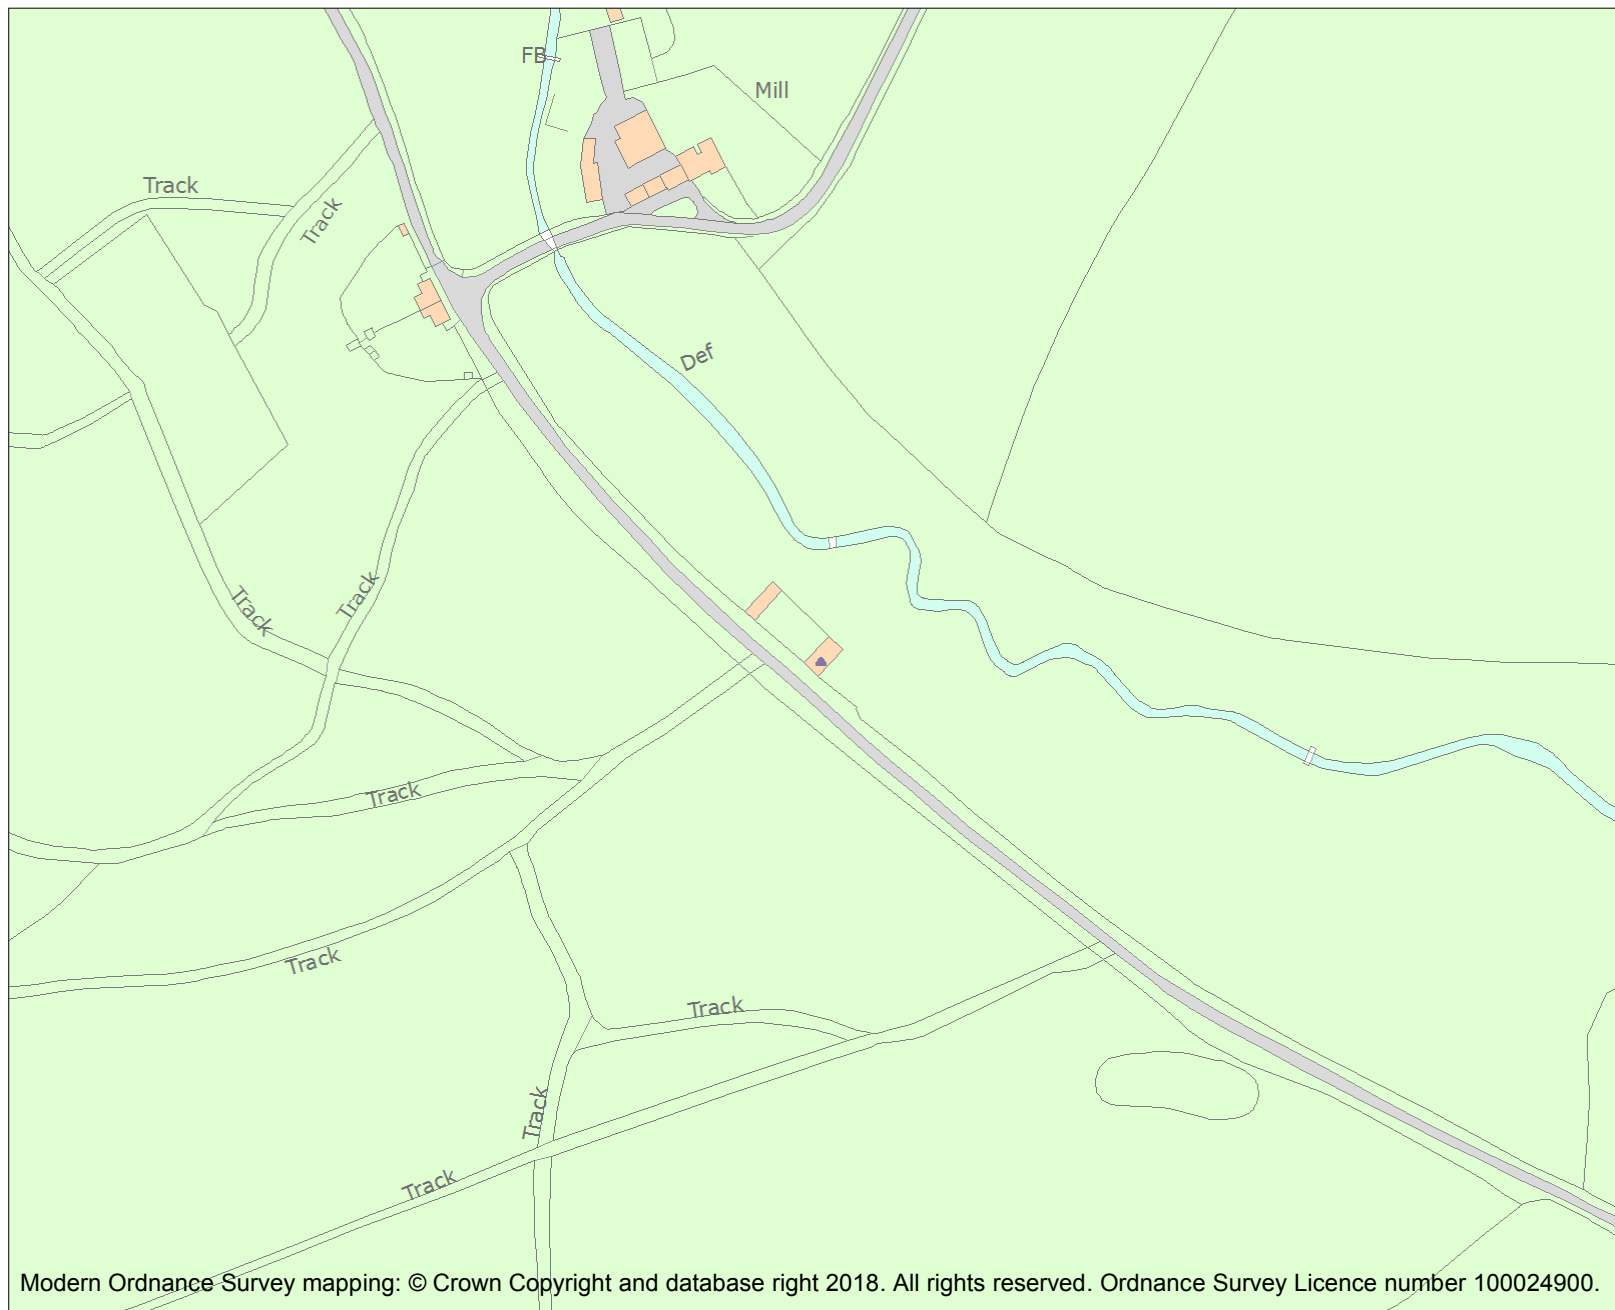 FB
Mill
Track
Track
Def
Track
Track
Track
Track
Track
Track
Track
Modern Ordnance Survey mapping: © Crown Copyright and database right 2018. All rights reserved. Ordnance Survey Licence number 100024900.